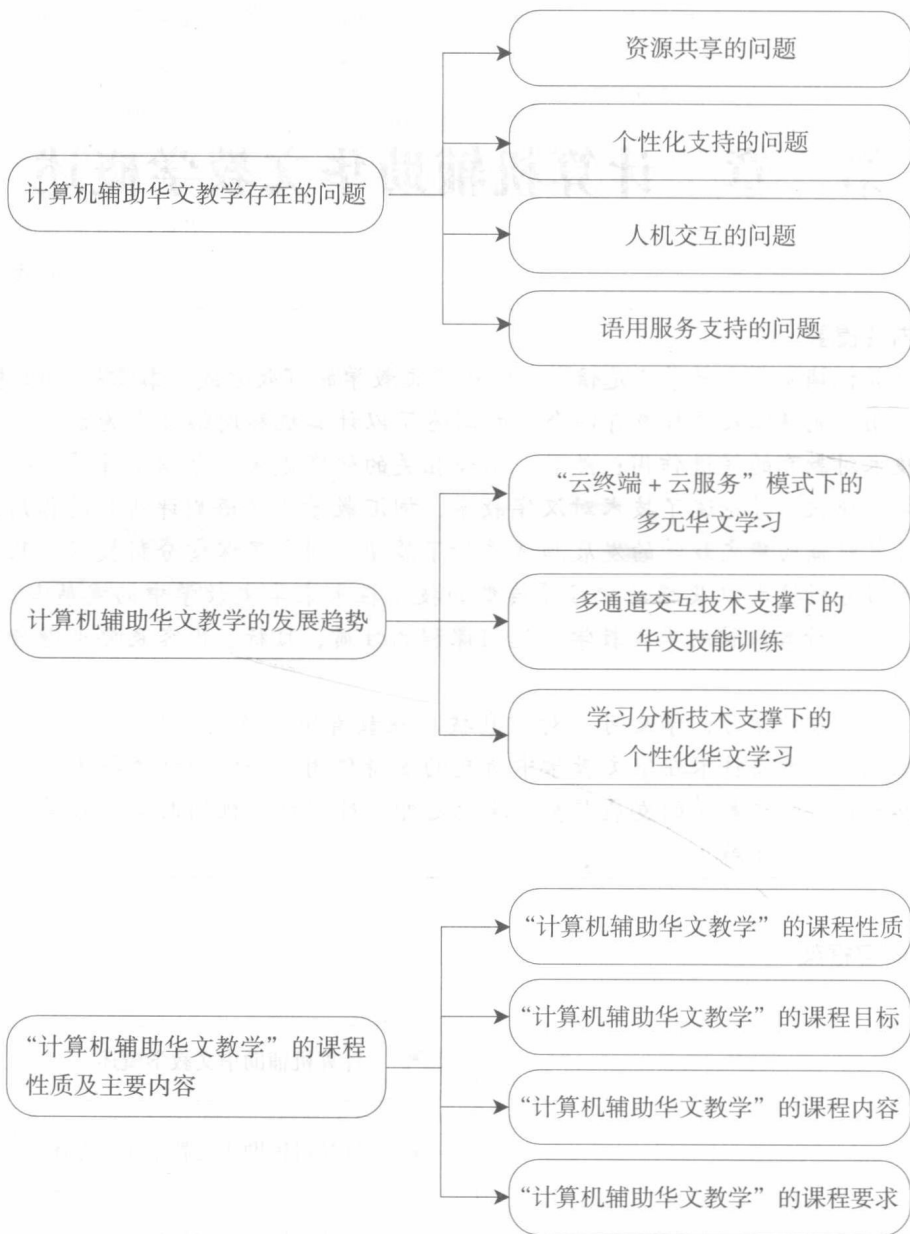 资源共享的问题
个性化支持的问题
计算机辅助华文教学存在的问题
人机交互的问题
语用服务支持的问题
“云终端+云服务”模式下的
多元华文学习
计算机辅助华文教学的发展趋势
多通道交互技术支撑下的
华文技能训练
学习分析技术支撑下的
个性化华文学习
“计算机辅助华文教学”的课程
性质及主要内容
“计算机辅助华文教学”的课程性质
“计算机辅助华文教学”的课程目标
“计算机辅助华文教学”的课程内容
“计算机辅助华文教学”的课程要求